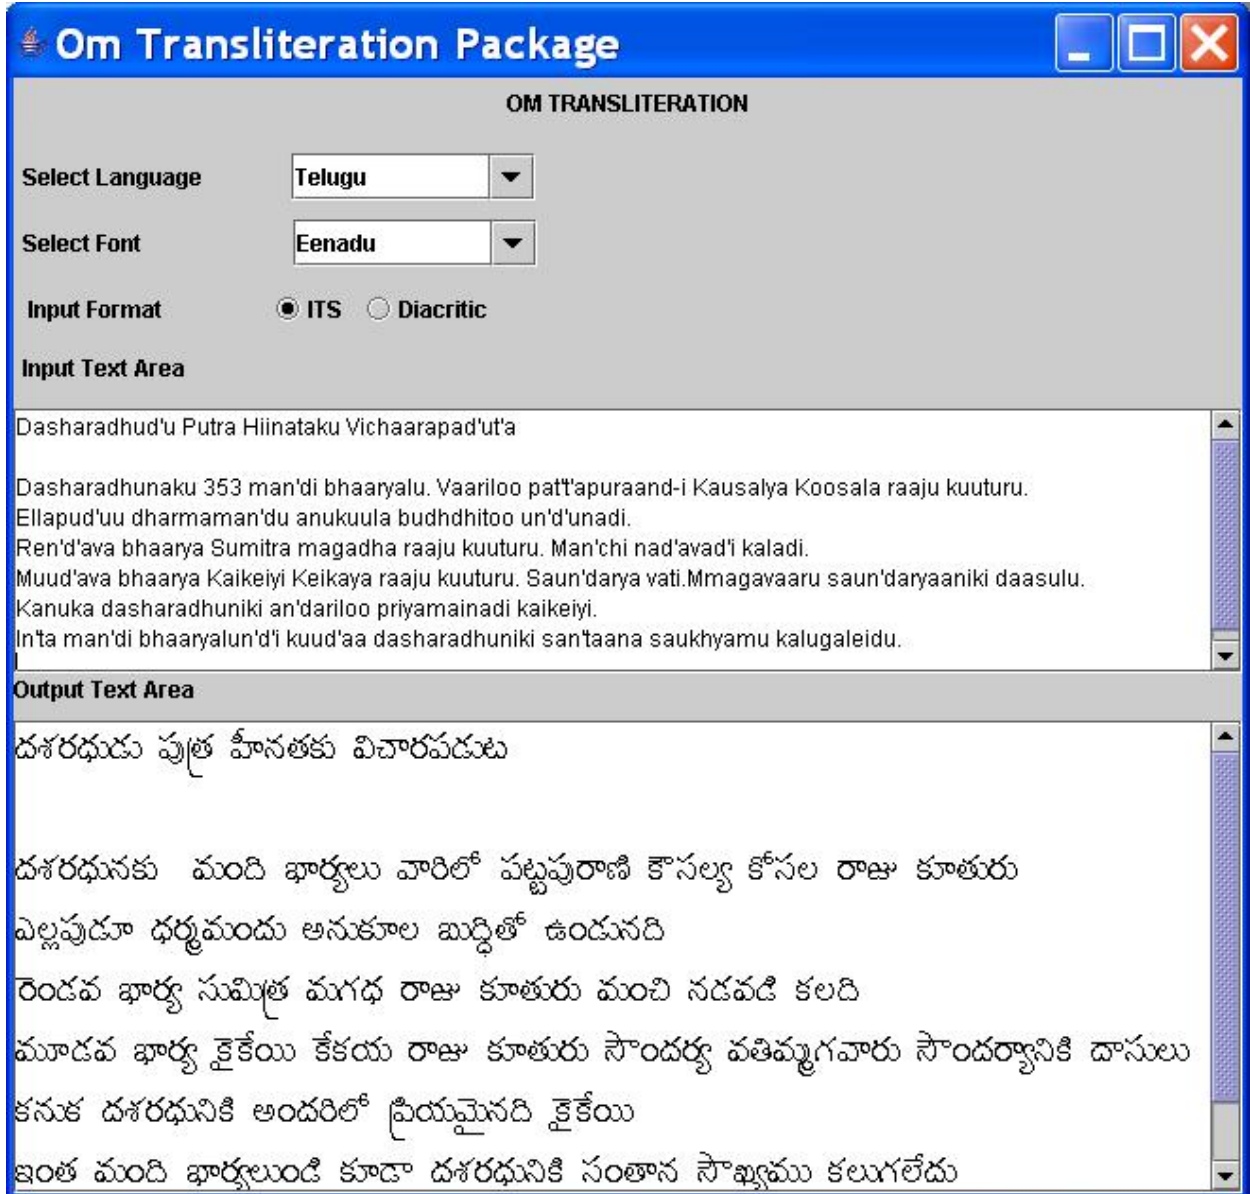 Om Transliteration Package
OM TRANSLITERATION
Select Language Telugu
Select Font Eenadu
Input Format ITS Diacritic
Input Text Area
Dasharadhud'u Putra Hiinataku Vichaarapad'ut'a
Dasharadhunaku 353 man'di bhaaryalu. Vaariloo pat't'apuraand-i Kausalya Koosala raaju kuuturu.
Ellapud'uu dharmaman'du anukuula budhdhitoo un'd'unadi.
Ren'd'ava bhaarya Sumitra magadha raaju kuuturu. Man'chi nad'avad'i kaladi.
Muud'ava bhaarya Kaikeiyi Keikaya raaju kuuturu. Saun'darya vati.Mmagavaaru saun'daryaaniki daasulu.
Kanuka dasharadhuniki an'dariloo priyamainadi kaikeiyi.
In'ta man'di bhaaryalun'd'i kuud'aa dasharadhuniki san'taana saukhyamu kalugaleidu.
Output Text Area
దశరధుడు పుత్ర హీనతకు విచారపడుట
దశరధునకు మంది భార్యలు వారిలో పట్టపురాణి కౌసల్య కోసల రాజు కూతురు
ఎల్లపుడూ ధర్మమందు అనుకూల బుద్ధితో ఉండునది
రెండవ భార్య సుమిత్ర మగధ రాజు కూతురు మంచి నడవడి కలది
మూడవ భార్య కైకేయి కేకయ రాజు కూతురు సౌందర్య వతిమ్మగవారు సౌందర్యానికి దాసులు
కనుక దశరధునికి అందరిలో ప్రియమైనది కైకేయి
ఇంత మంది భార్యలుండి కూడా దశరధునికి సంతాన సౌఖ్యము కలుగలేదు